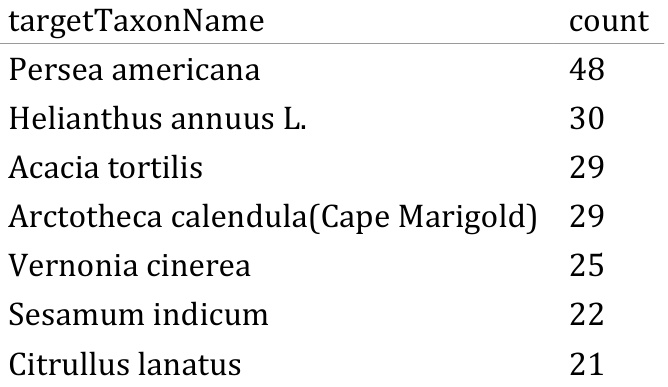 targetTaxonName count
Persea americana 48
Helianthus annuus L. 30
Acacia tortilis 29
Arctotheca calendula(Cape Marigold) 29
Vernonia cinerea 25
Sesamum indicum 22
Citrullus lanatus 21